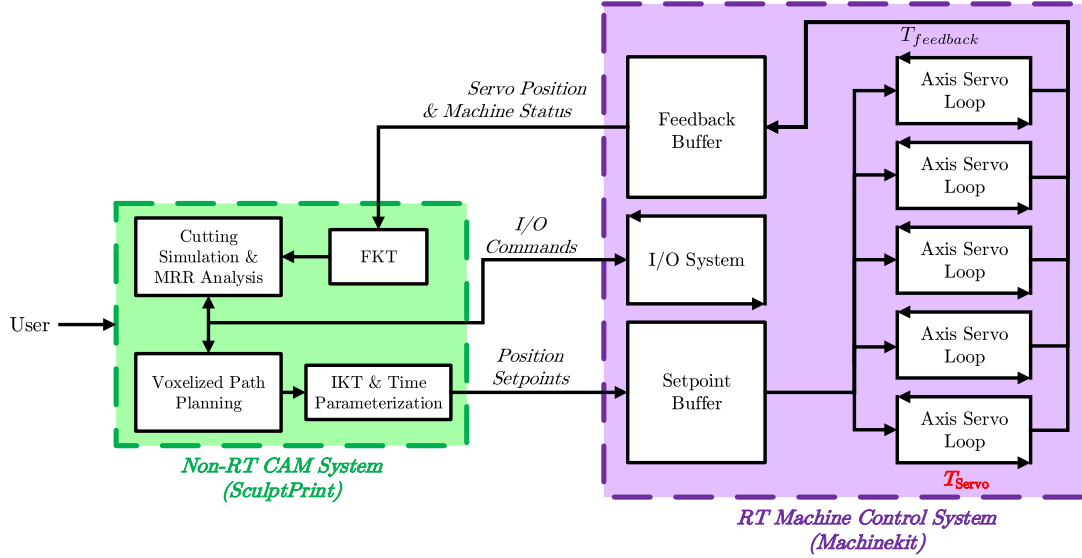 T_feedback
Servo Position
& Machine Status
Feedback
Buffer
Axis Servo
Loop
Axis Servo
Loop
Axis Servo
Loop
Axis Servo
Loop
Axis Servo
Loop
T_Servo
I/O
Commands
I/O System
Cutting
Simulation &
MRR Analysis
FKT
User
Voxelized Path
Planning
IKT & Time
Parameterization
Position
Setpoints
Setpoint
Buffer
Non-RT CAM System
(SculptPrint)
RT Machine Control System
(Machinekit)